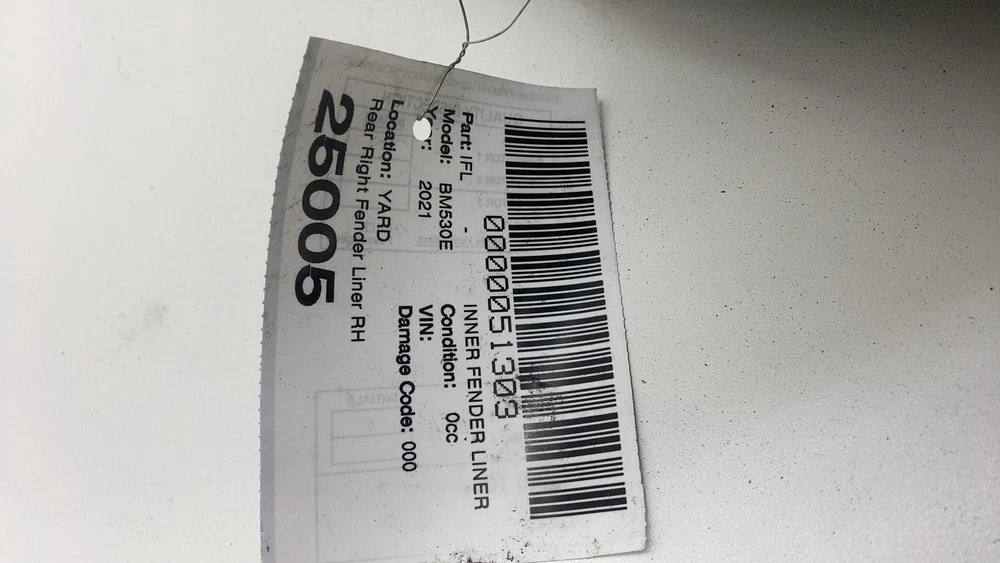 0000051303
Part: IFL - INNER FENDER LINER
Model: BM530E Condition: 0cc
Year: 2021 VIN:
Damage Code: 000
Location: YARD
Rear Right Fender Liner RH
25005